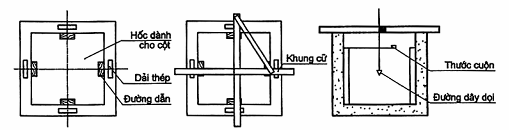 Hốc dành
cho cột
Dải thép
Đường dẫn
Khung cữ
Thước cuộn
Đường dây dọi